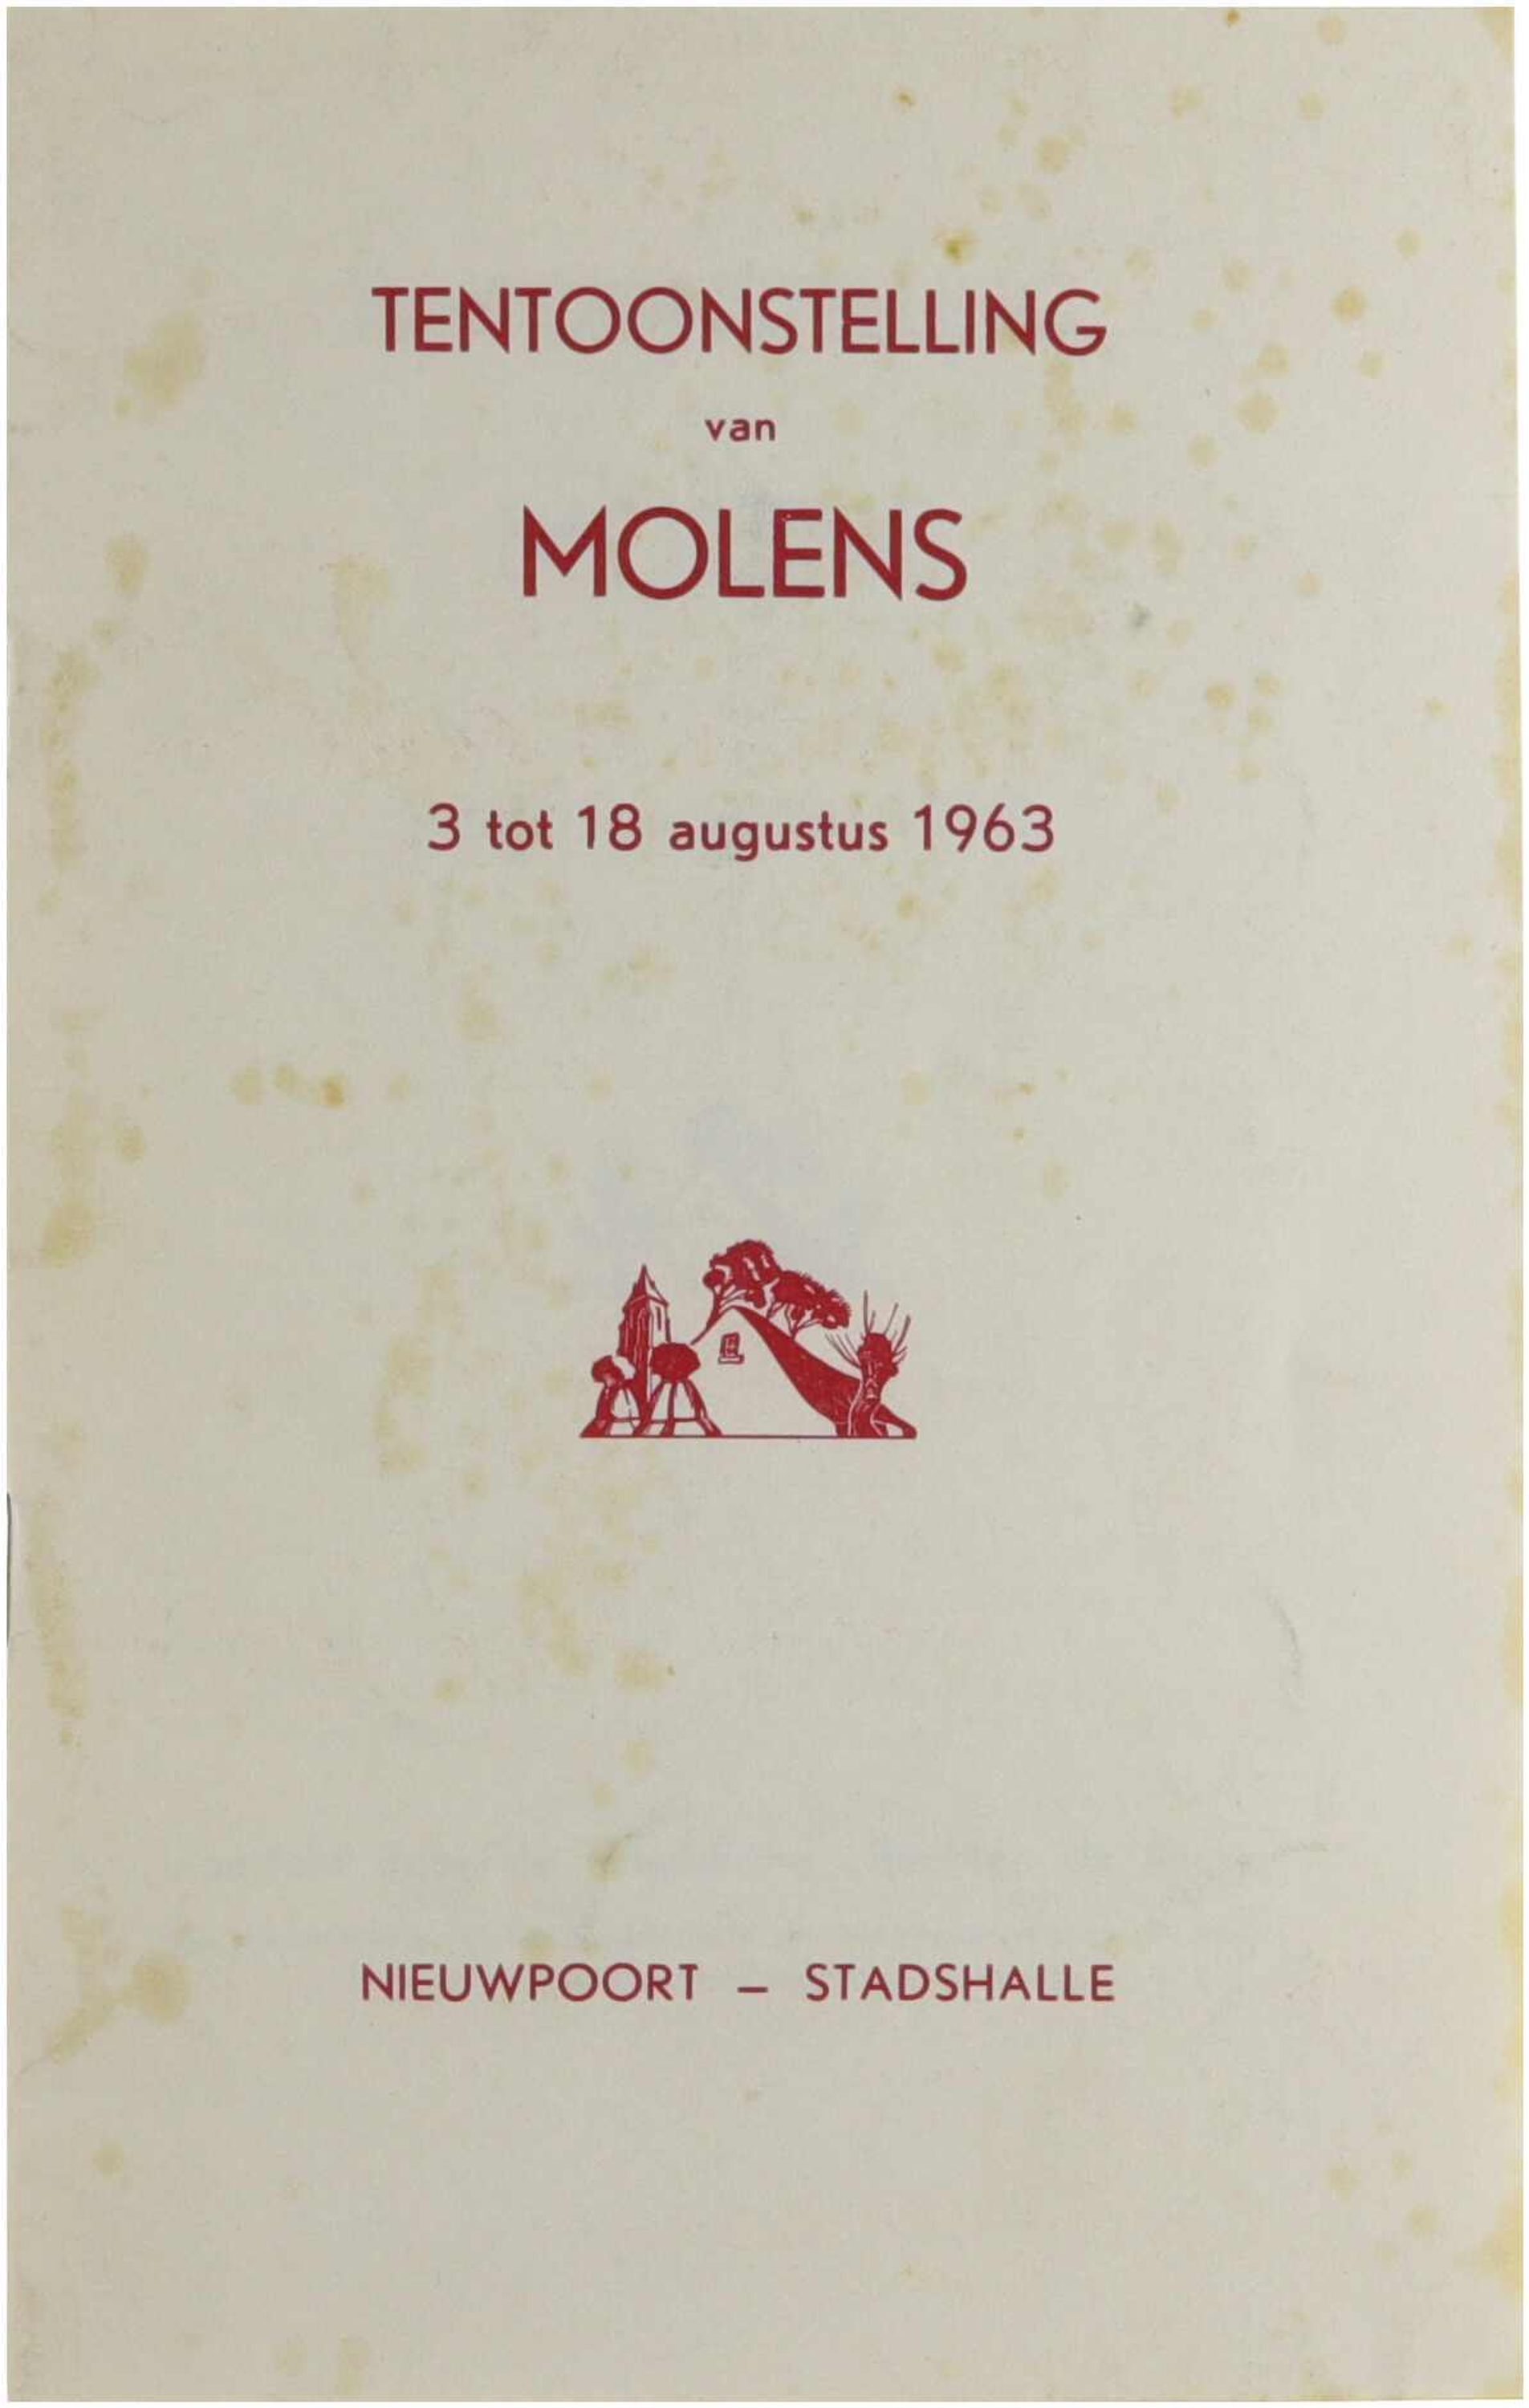 TENTOONSTELLING
van
MOLENS
3 tot 18 augustus 1963
NIEUWPOORT – STADSHALLE